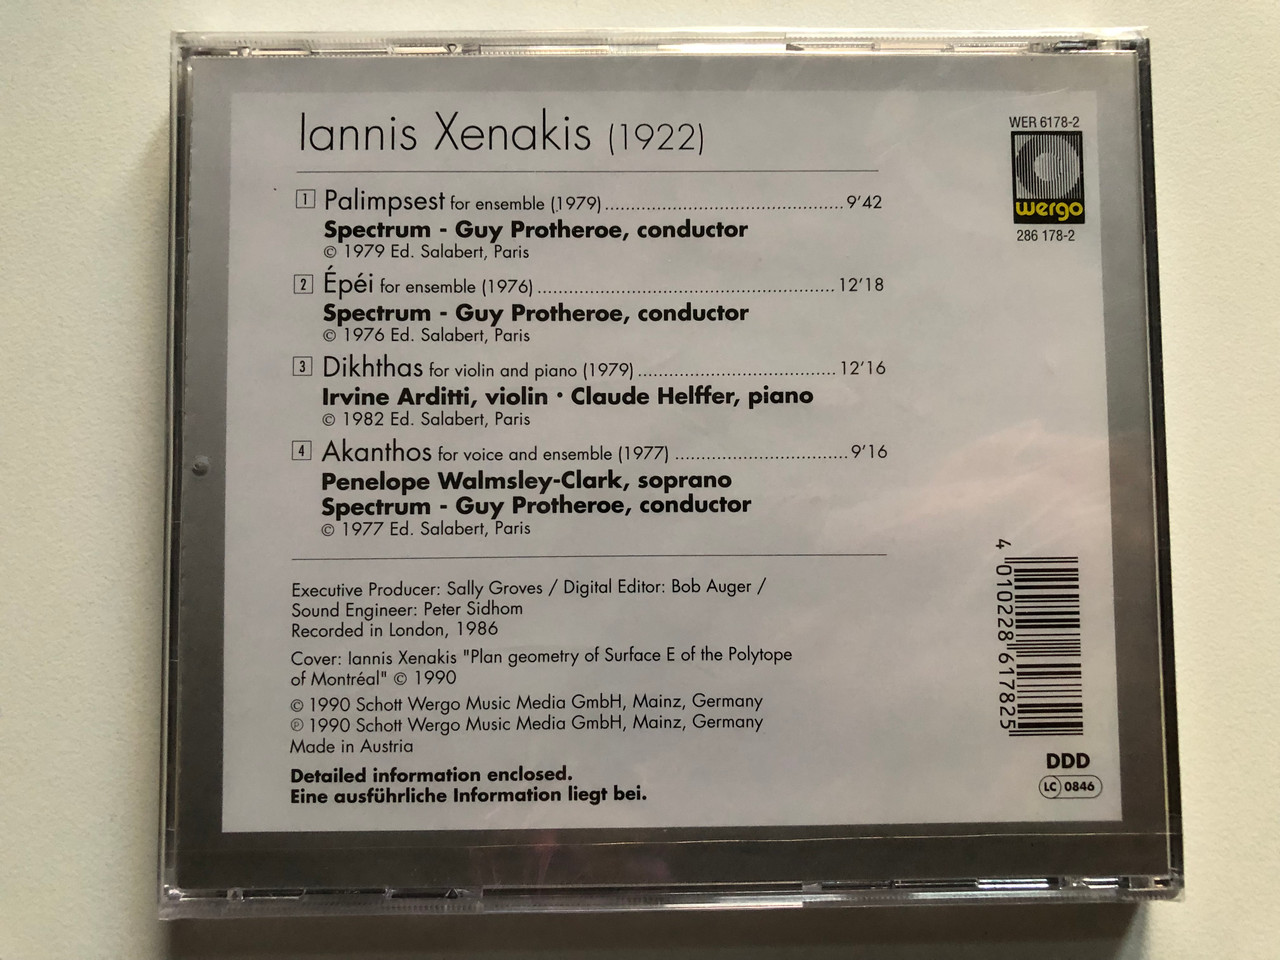 Iannis Xenakis (1922)
1 Palimpsest for ensemble (1979)........................................9'42
Spectrum - Guy Protheroe, conductor
© 1979 Ed. Salabert, Paris
2 Épéi for ensemble (1976)..................................................12'18
Spectrum - Guy Protheroe, conductor
© 1976 Ed. Salabert, Paris
3 Dikhthas for violin and piano (1979)..................................12'16
Irvine Arditti, violin · Claude Helffer, piano
© 1982 Ed. Salabert, Paris
4 Akanthos for voice and ensemble (1977) .............................9'16
Penelope Walmsley-Clark, soprano
Spectrum - Guy Protheroe, conductor
© 1977 Ed. Salabert, Paris
Executive Producer: Sally Groves / Digital Editor: Bob Auger /
Sound Engineer: Peter Sidhom
Recorded in London, 1986
Cover: Iannis Xenakis "Plan geometry of Surface E of the Polytope
of Montréal" © 1990
© 1990 Schott Wergo Music Media GmbH, Mainz, Germany
℗ 1990 Schott Wergo Music Media GmbH, Mainz, Germany
Made in Austria
Detailed information enclosed.
Eine ausführliche Information liegt bei.
WER 6178-2
wergo
286 178-2
4 010228 617825
DDD
LC 0846